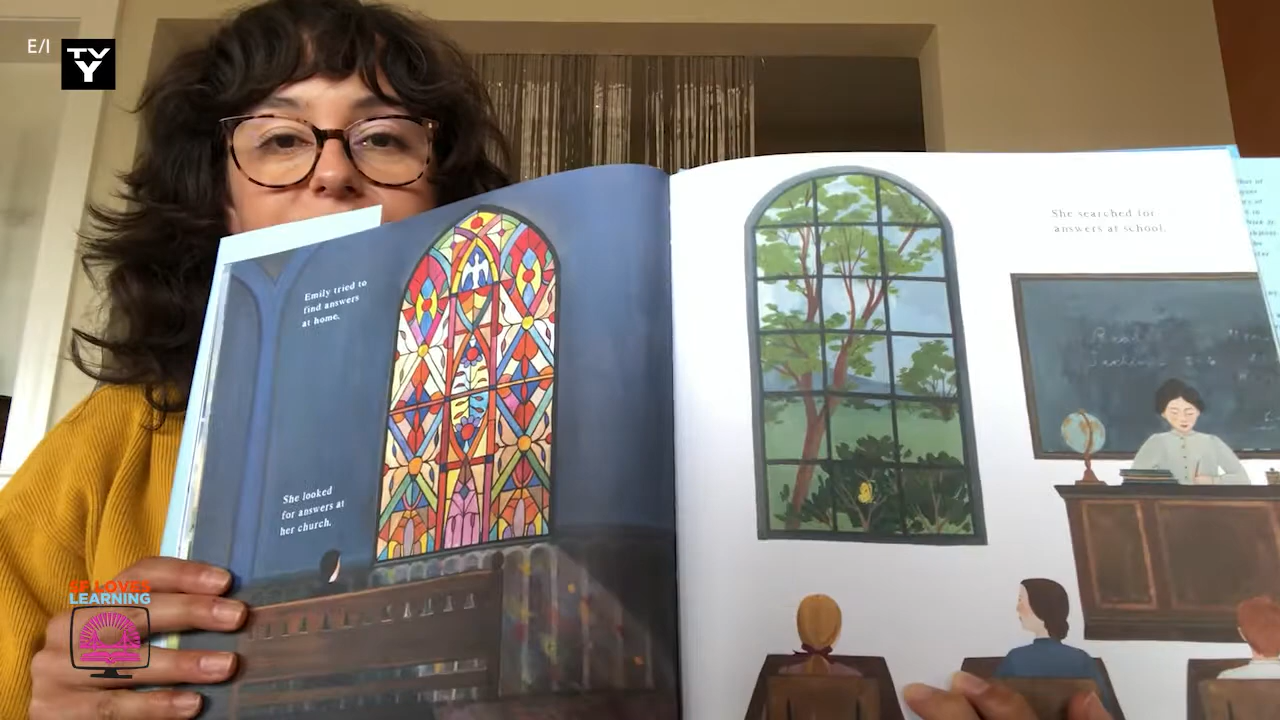 E/I
TV
Y
Emily tried to
find answers
at home.
She looked
for answers at
her church.
She searched for
answers at school.
SF LOVES
LEARNING